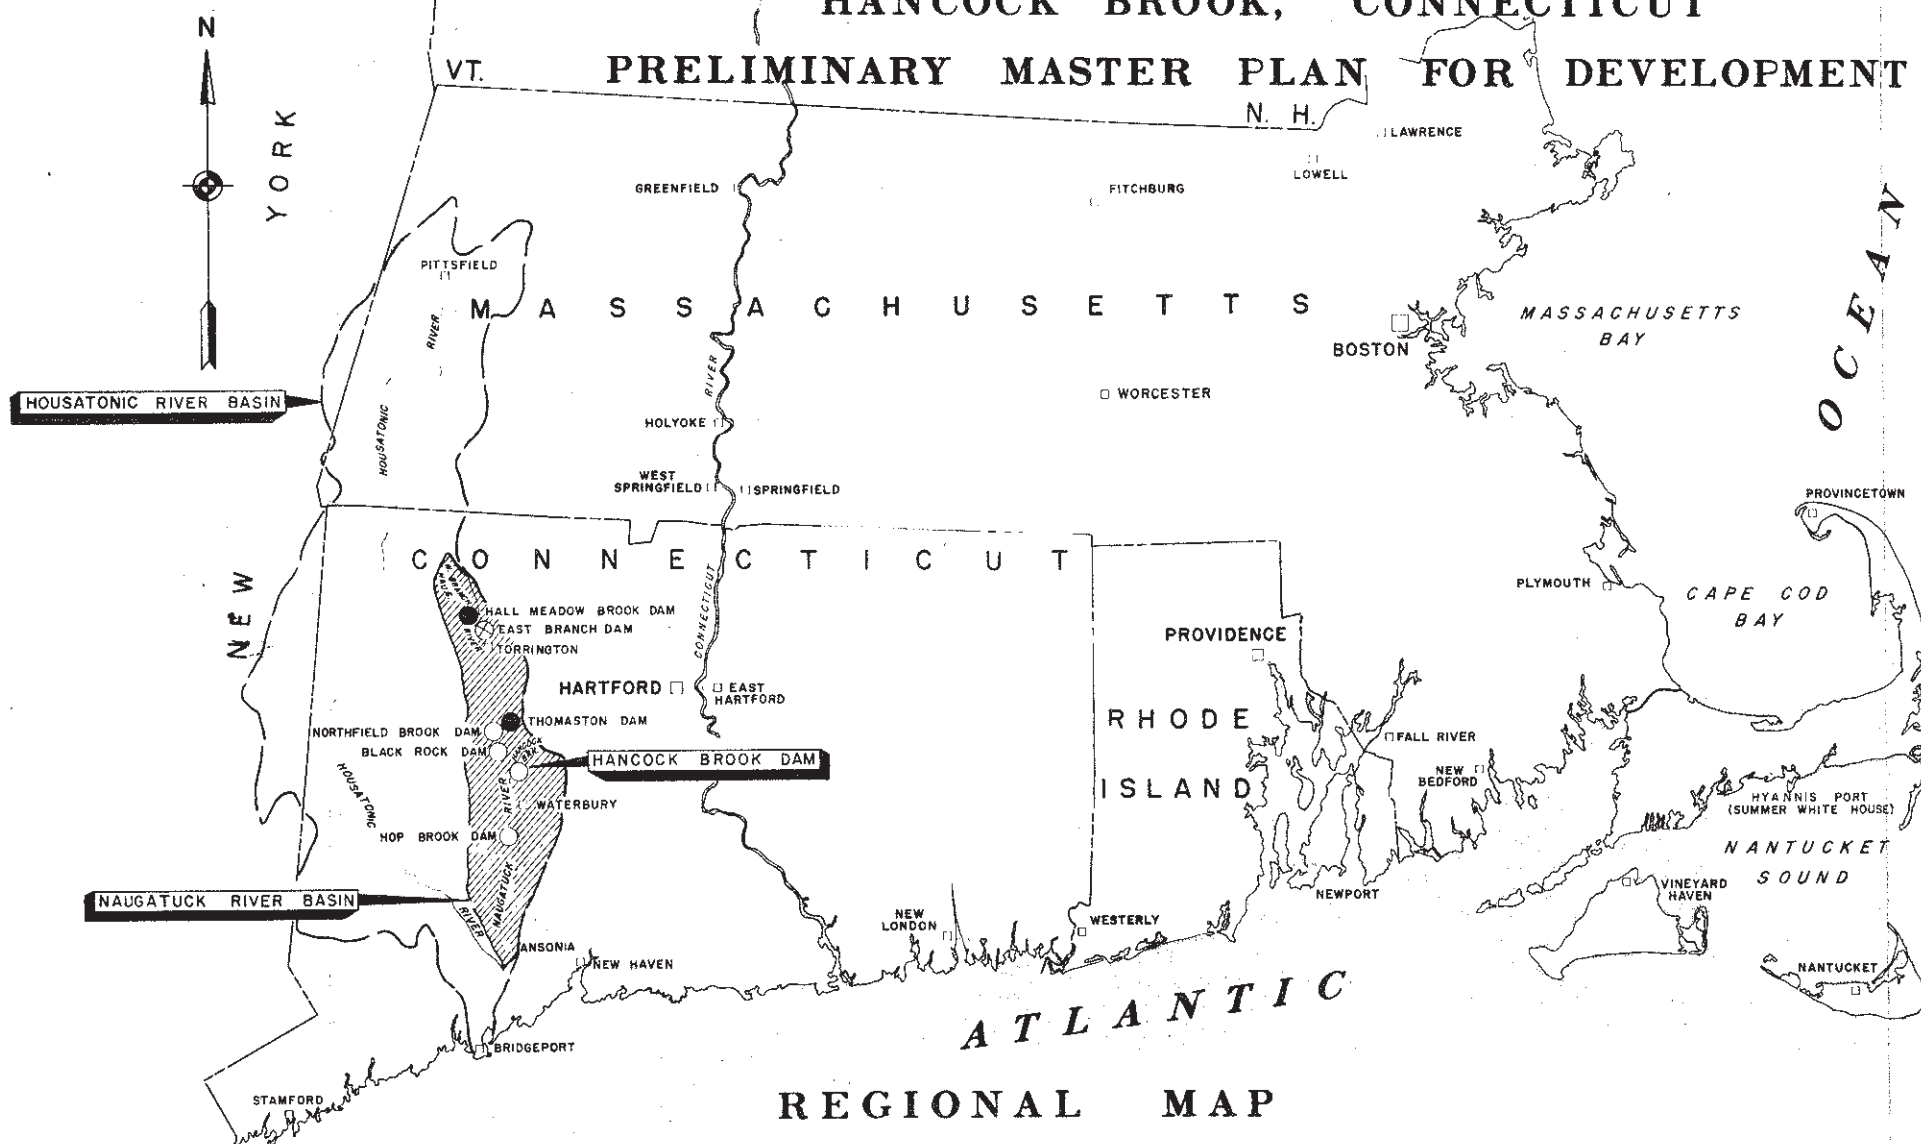 HANCOCK BROOK, CONNECTICUT
PRELIMINARY MASTER PLAN FOR DEVELOPMENT
N
VT.
N. H.
NEW YORK
LAWRENCE
LOWELL
GREENFIELD
FITCHBURG
PITTSFIELD
MASSACHUSETTS
BOSTON
MASSACHUSETTS
BAY
OCEAN
HOUSATONIC RIVER BASIN
HOUSATONIC RIVER
RIVER
WORCESTER
HOLYOKE
WEST
SPRINGFIELD
SPRINGFIELD
PROVINCETOWN
CONNECTICUT
CONNECTICUT
PLYMOUTH
CAPE COD
BAY
BRANCH
RIVER
HALL MEADOW BROOK DAM
EAST BRANCH DAM
TORRINGTON
PROVIDENCE
HARTFORD
EAST
HARTFORD
THOMASTON DAM
NORTHFIELD BROOK DAM
BLACK ROCK DAM
HANCOCK
BRK.
HANCOCK BROOK DAM
RHODE
ISLAND
FALL RIVER
NEW
BEDFORD
HYANNIS PORT
(SUMMER WHITE HOUSE)
HOUSATONIC
RIVER
WATERBURY
HOP BROOK DAM
NAUGATUCK
NANTUCKET
SOUND
NAUGATUCK RIVER BASIN
RIVER
NEWPORT
VINEYARD
HAVEN
NEW
LONDON
WESTERLY
ANSONIA
NEW HAVEN
NANTUCKET
ATLANTIC
BRIDGEPORT
STAMFORD
REGIONAL MAP